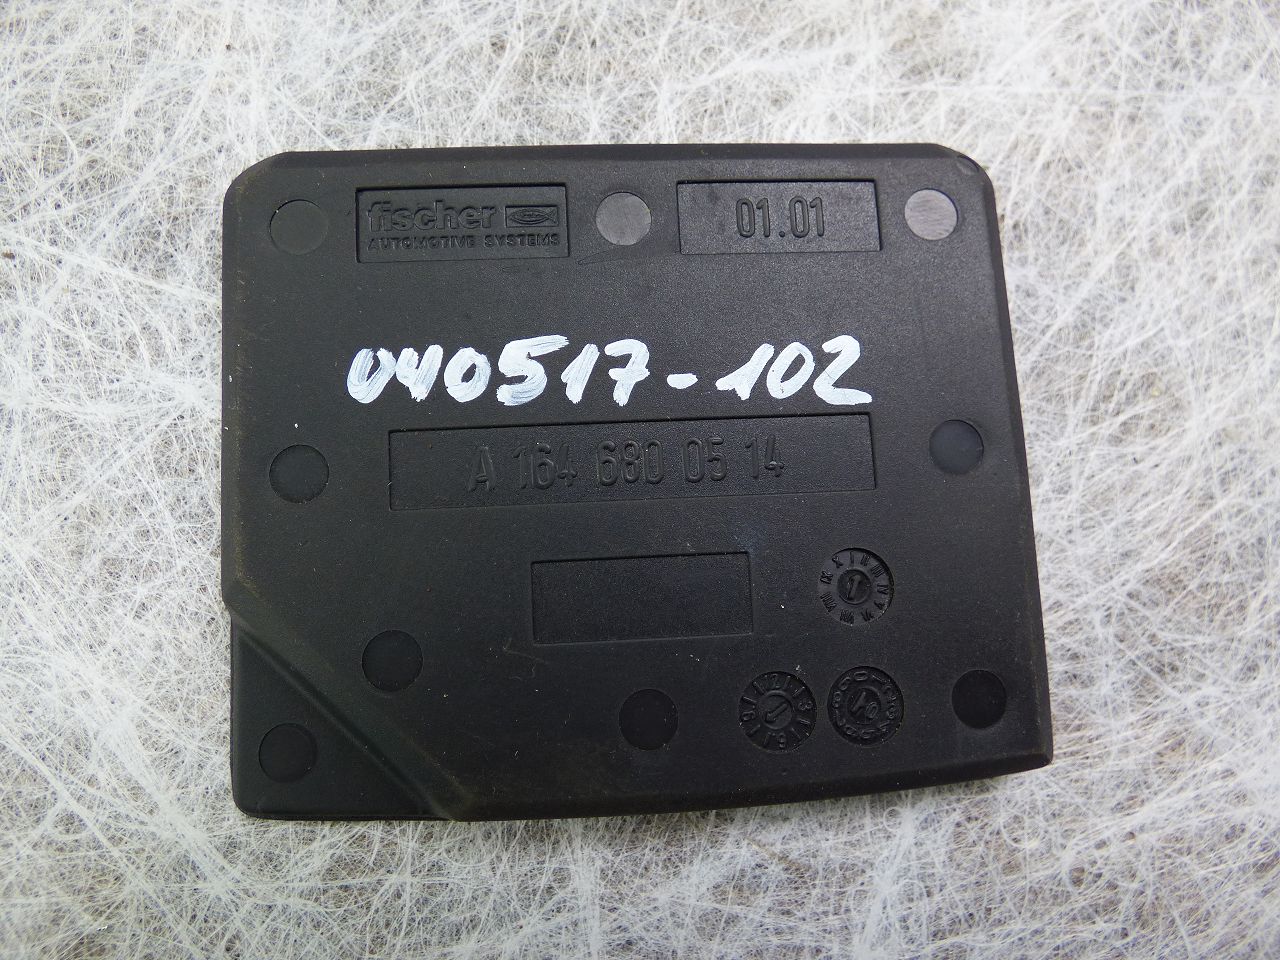 fischer
AUTOMOTIVE SYSTEMS
01.01
040517-102
A 164 680 05 14